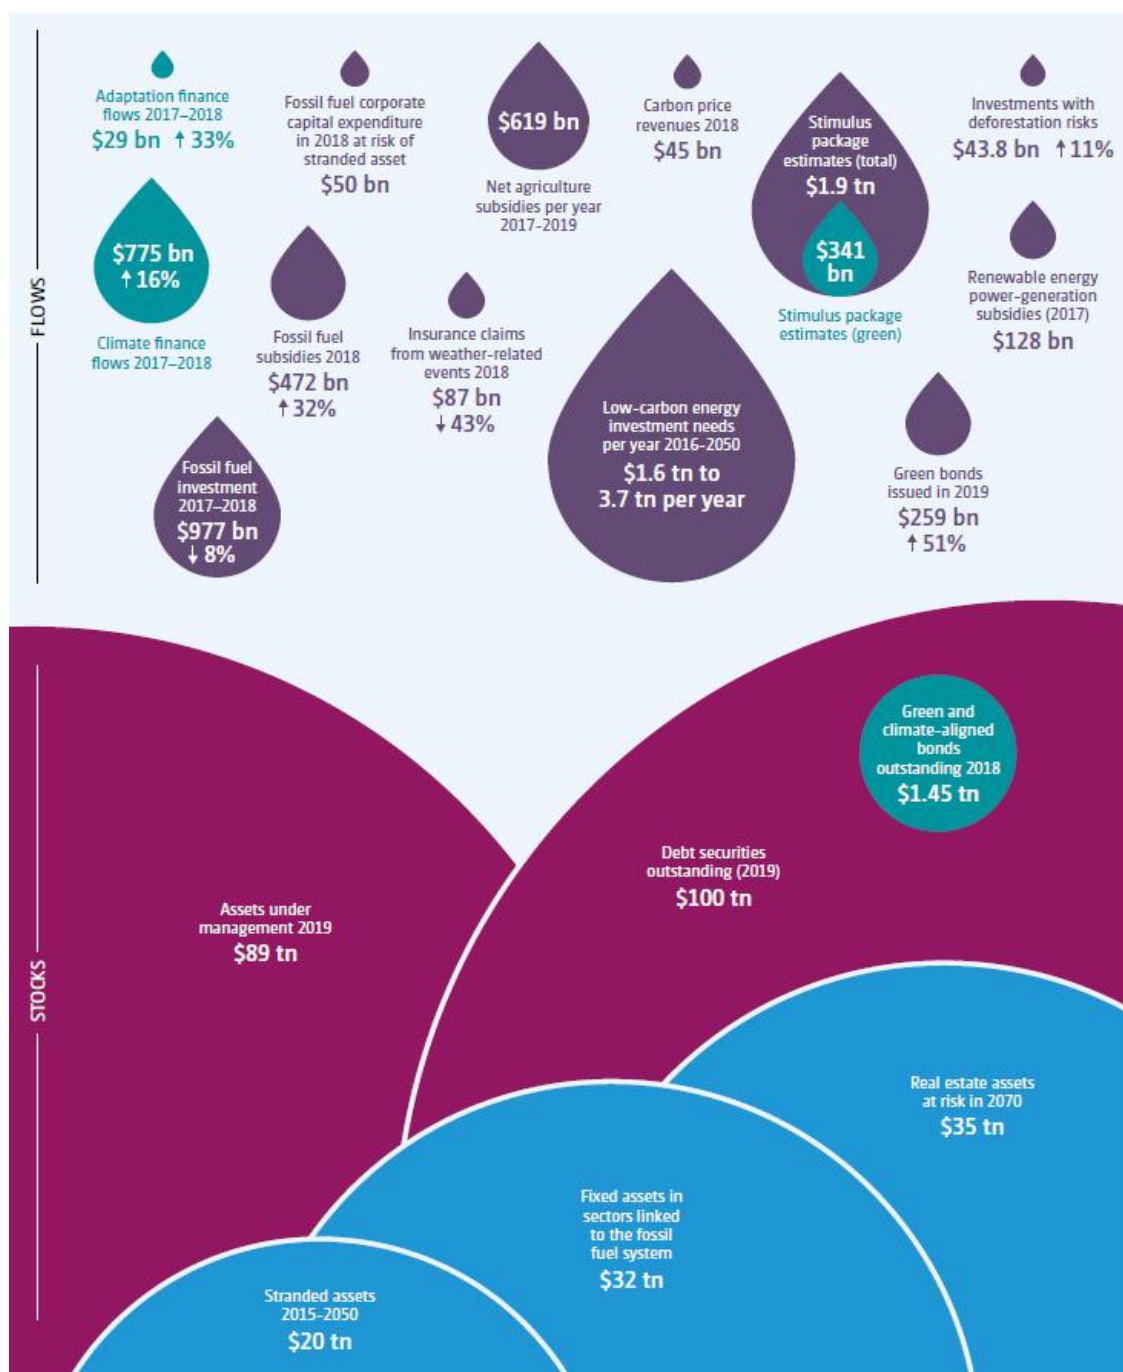 FLOWS
Adaptation finance
flows 2017–2018
$29 bn ↑ 33%
Fossil fuel corporate
capital expenditure
in 2018 at risk of
stranded asset
$50 bn
$619 bn
Net agriculture
subsidies per year
2017-2019
Carbon price
revenues 2018
$45 bn
Stimulus
package
estimates (total)
$1.9 tn
$341
bn
Stimulus package
estimates (green)
Investments with
deforestation risks
$43.8 bn ↑11%
$775 bn
↑ 16%
Climate finance
flows 2017–2018
Fossil fuel
subsidies 2018
$472 bn
↑ 32%
Insurance claims
from weather-related
events 2018
$87 bn
↓ 43%
Renewable energy
power-generation
subsidies (2017)
$128 bn
Fossil fuel
investment
2017–2018
$977 bn
↓ 8%
Low-carbon energy
investment needs
per year 2016-2050
$1.6 tn to
3.7 tn per year
Green bonds
issued in 2019
$259 bn
↑ 51%
STOCKS
Green and
climate-aligned
bonds
outstanding 2018
$1.45 tn
Debt securities
outstanding (2019)
$100 tn
Assets under
management 2019
$89 tn
Real estate assets
at risk in 2070
$35 tn
Fixed assets in
sectors linked
to the fossil
fuel system
$32 tn
Stranded assets
2015-2050
$20 tn